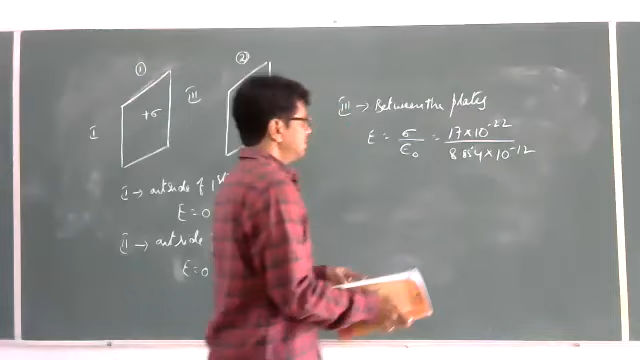 ① ②
I +σ III
I → outside of 1st
E = 0
II → outside
E = 0
III → Between the plates
E = σ/ϵ₀ = 17×10⁻²²/8.854×10⁻¹²